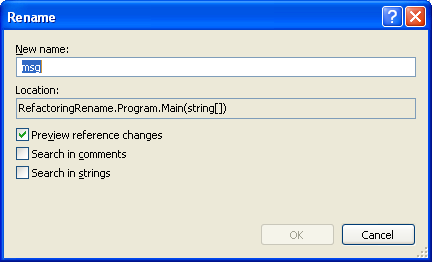 Rename
New name:
msg
Location:
RefactoringRename.Program.Main(string[])
Preview reference changes
Search in comments
Search in strings
OK
Cancel